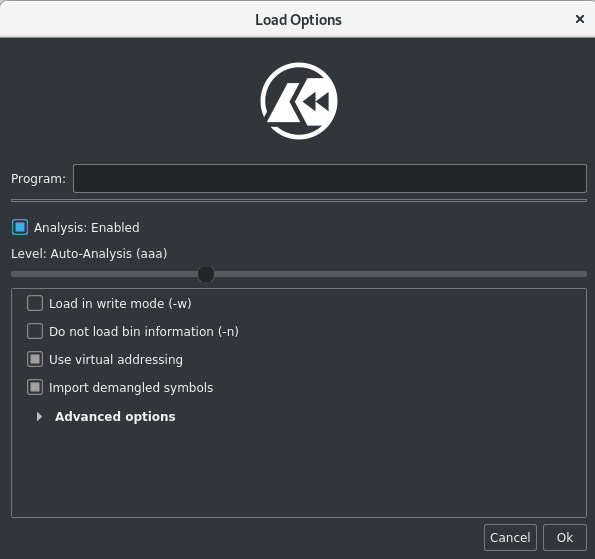 Load Options
Program:
Analysis: Enabled
Level: Auto-Analysis (aaa)
Load in write mode (-w)
Do not load bin information (-n)
Use virtual addressing
Import demangled symbols
Advanced options
Cancel Ok